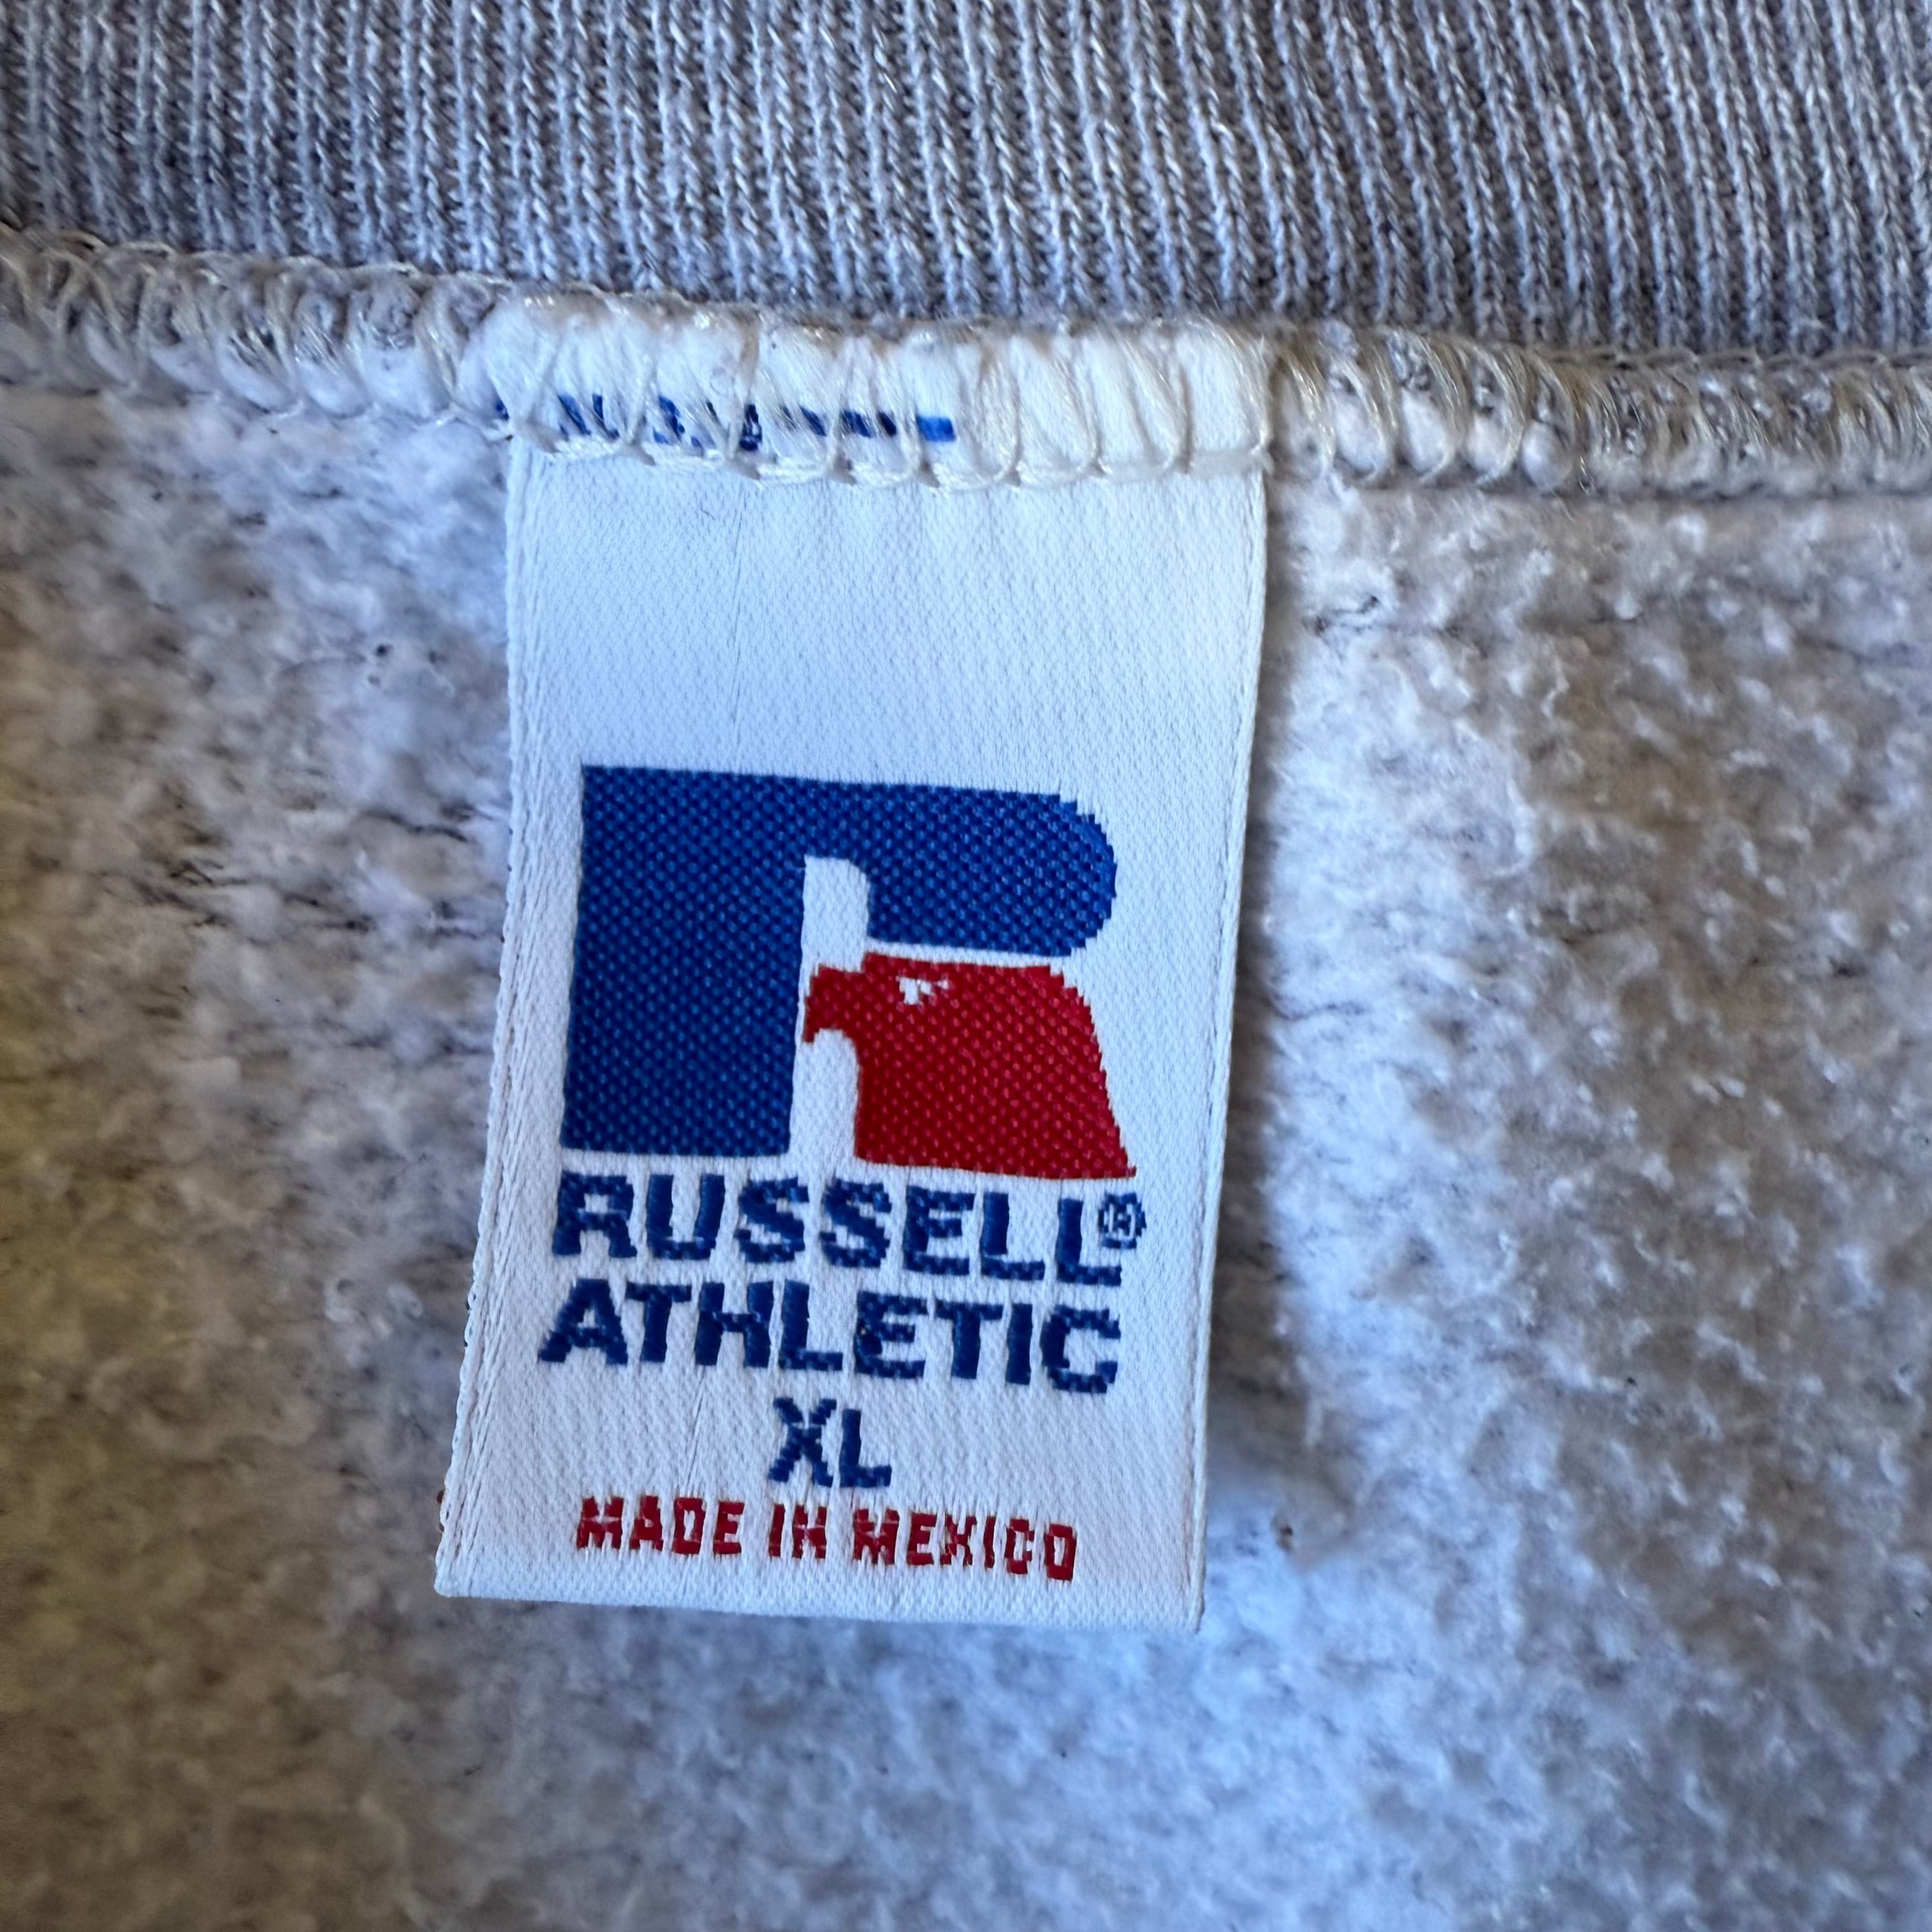 RUSSELL®
ATHLETIC
XL
MADE IN MEXICO